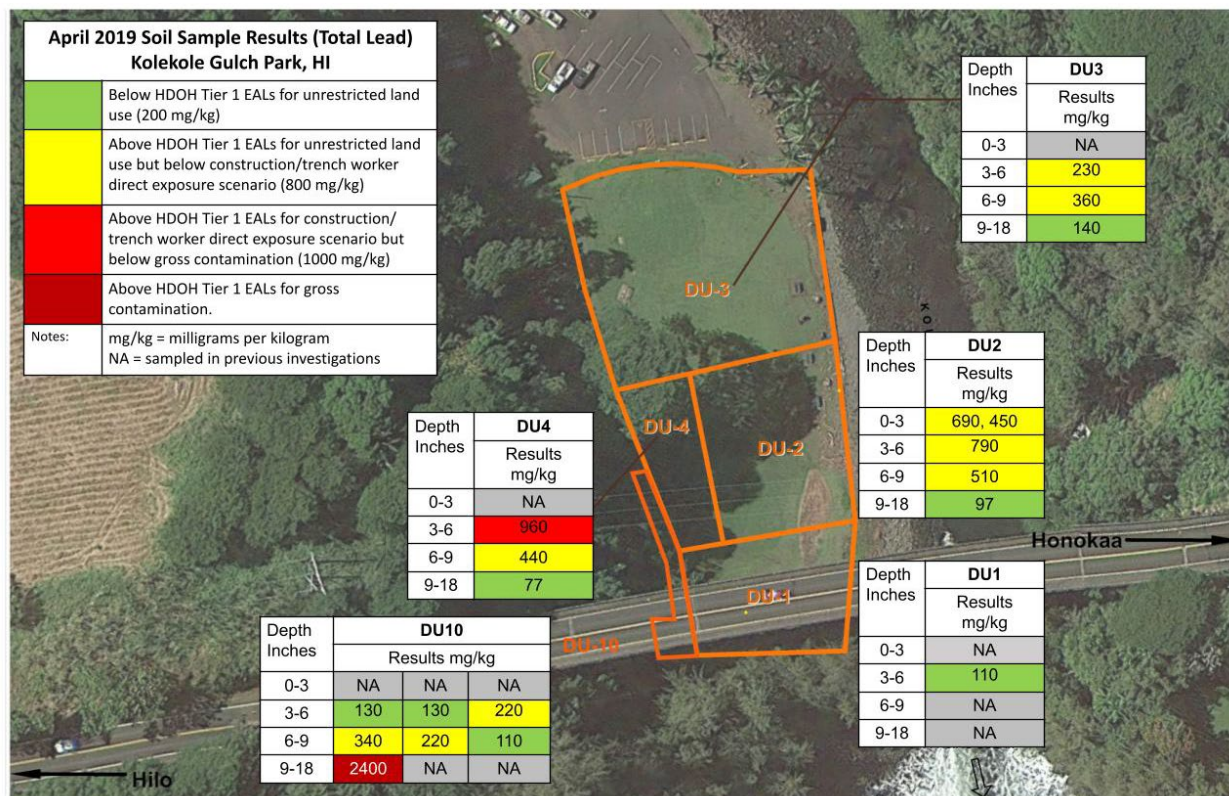 April 2019 Soil Sample Results (Total Lead)
Kolekole Gulch Park, HI
Below HDOH Tier 1 EALs for unrestricted land
use (200 mg/kg)
Above HDOH Tier 1 EALs for unrestricted land
use but below construction/trench worker
direct exposure scenario (800 mg/kg)
Above HDOH Tier 1 EALs for construction/
trench worker direct exposure scenario but
below gross contamination (1000 mg/kg)
Above HDOH Tier 1 EALs for gross
contamination.
Notes: mg/kg = milligrams per kilogram
NA = sampled in previous investigations
Depth Inches DU3
Results mg/kg
0-3 NA
3-6 230
6-9 360
9-18 140
DU-3
DU-4
DU-2
Depth Inches DU2
Results mg/kg
0-3 690, 450
3-6 790
6-9 510
9-18 97
Depth Inches DU4
Results mg/kg
0-3 NA
3-6 960
6-9 440
9-18 77
Honokaa
DU-1
DU-10
Depth Inches DU1
Results mg/kg
0-3 NA
3-6 110
6-9 NA
9-18 NA
Depth Inches DU10
Results mg/kg
0-3 NA NA NA
3-6 130 130 220
6-9 340 220 110
9-18 2400 NA NA
Hilo